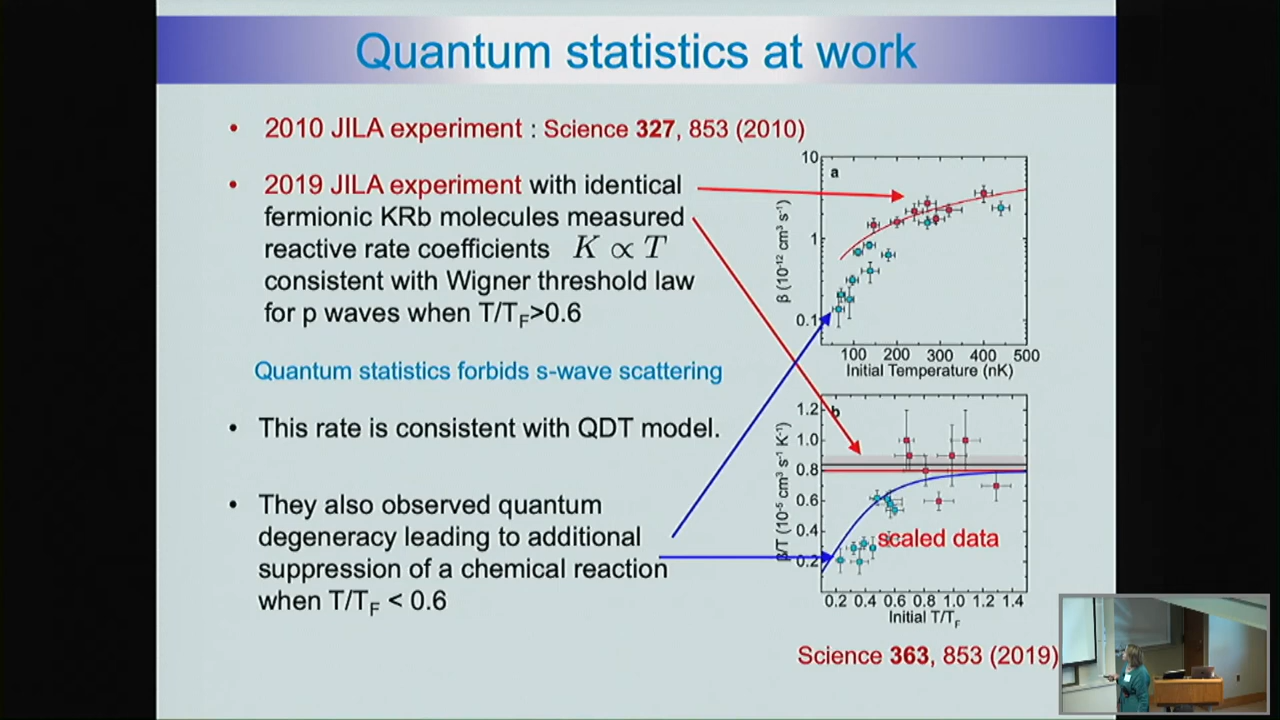 Quantum statistics at work
• 2010 JILA experiment : Science 327, 853 (2010)
• 2019 JILA experiment with identical
fermionic KRb molecules measured
reactive rate coefficients K ∝ T
consistent with Wigner threshold law
for p waves when T/T_F>0.6
Quantum statistics forbids s-wave scattering
• This rate is consistent with QDT model.
• They also observed quantum
degeneracy leading to additional
suppression of a chemical reaction
when T/T_F < 0.6
a
10
1
0.1
β (10⁻¹² cm³ s⁻¹)
100 200 300 400 500
Initial Temperature (nK)
b
1.2
1.0
0.8
0.6
0.4
0.2
β/T (10⁻⁵ cm³ s⁻¹ K⁻¹)
scaled data
0.2 0.4 0.6 0.8 1.0 1.2 1.4
Initial T/T_F
Science 363, 853 (2019)